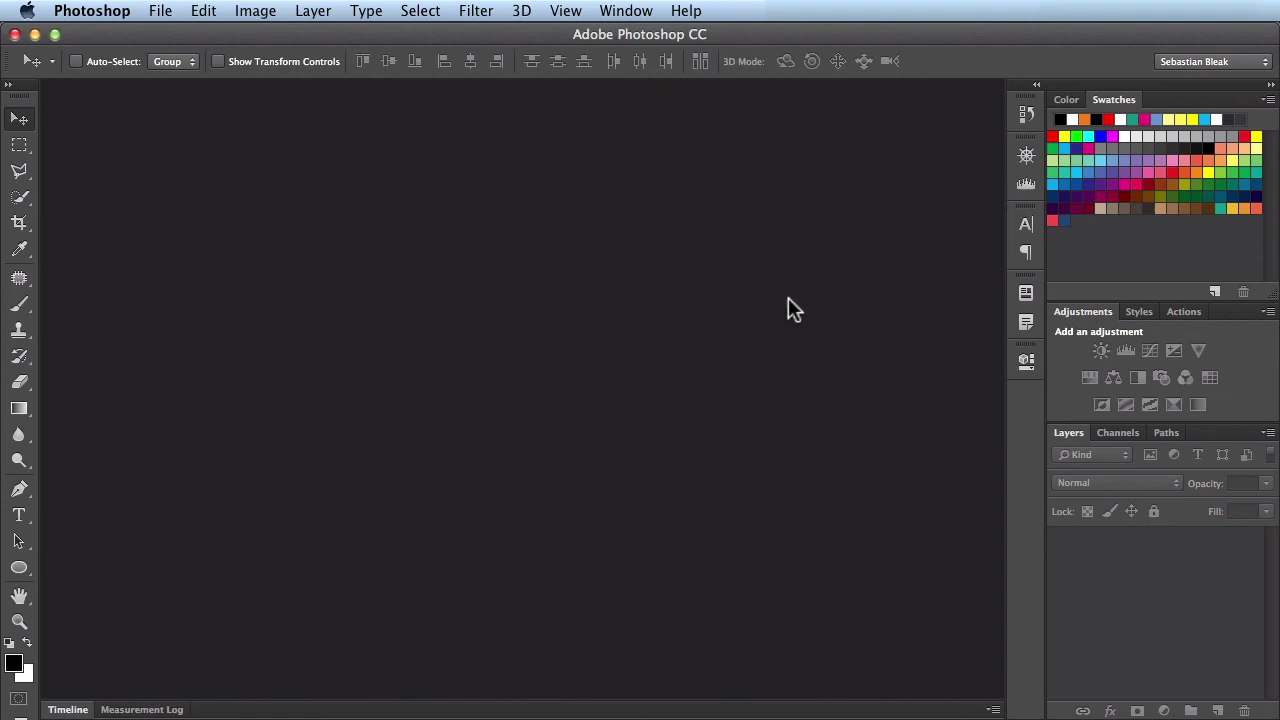 Photoshop File Edit Image Layer Type Select Filter 3D View Window Help
Adobe Photoshop CC
Auto-Select: Group Show Transform Controls 3D Mode: Sebastian Bleak
Color Swatches
Adjustments Styles Actions
Add an adjustment
Layers Channels Paths
Kind
Normal Opacity:
Lock: Fill:
Timeline Measurement Log